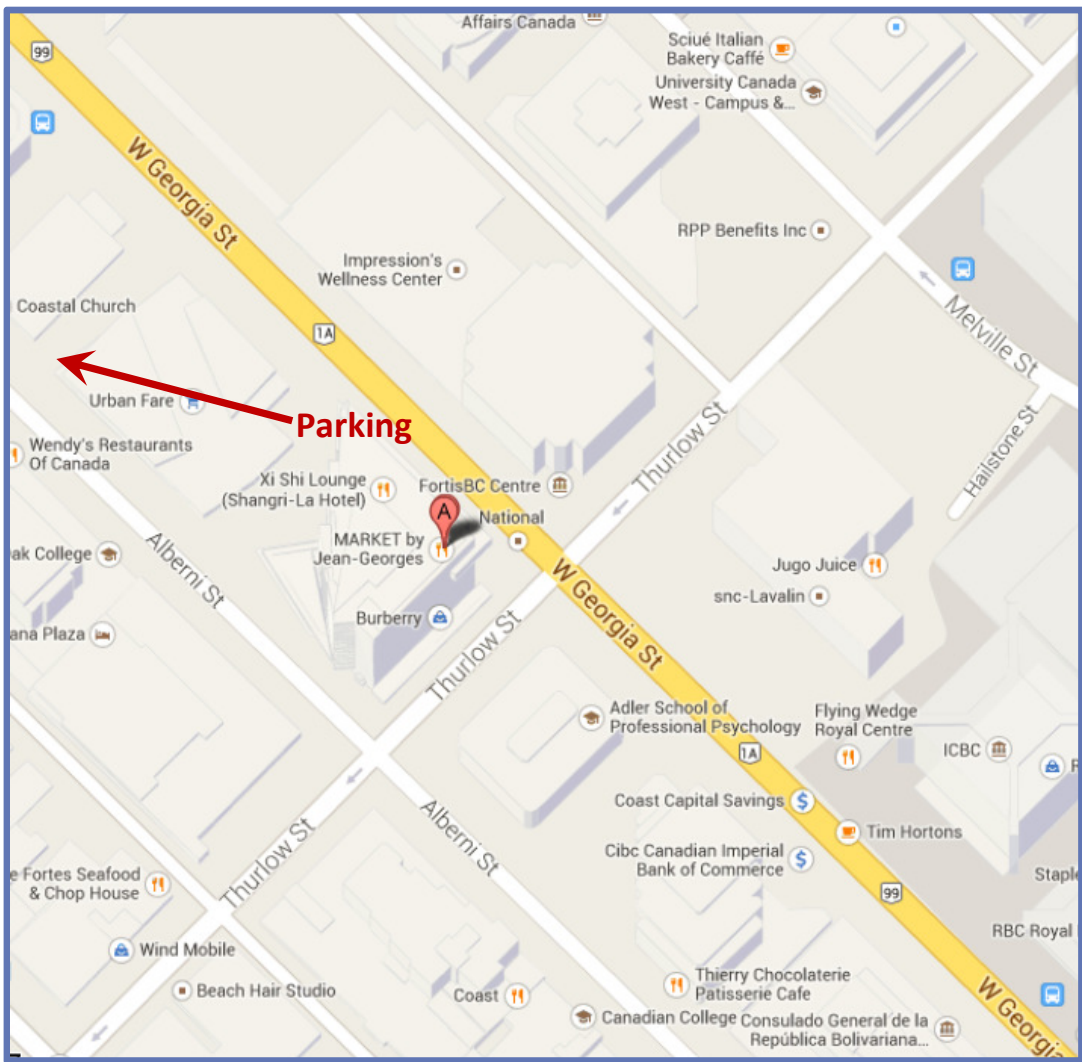 Affairs Canada
99
Sciué Italian
Bakery Caffé
University Canada
West - Campus &...
W Georgia St
RPP Benefits Inc
Impression's
Wellness Center
Coastal Church
1A
Melville St
Urban Fare
Parking
Thurlow St
Hailstone St
Wendy's Restaurants
Of Canada
Xi Shi Lounge
(Shangri-La Hotel)
FortisBC Centre
A
National
MARKET by
Jean-Georges
ak College
Alberni St
Jugo Juice
snc-Lavalin
W Georgia St
Burberry
ana Plaza
Thurlow St
Adler School of
Professional Psychology
Flying Wedge
Royal Centre
1A
ICBC
Coast Capital Savings
$
Alberni St
Tim Hortons
Cibc Canadian Imperial
Bank of Commerce
$
Thurlow St
e Fortes Seafood
& Chop House
Staple
99
RBC Royal
Wind Mobile
Beach Hair Studio
Coast
Thierry Chocolaterie
Patisserie Cafe
W Georgia
Canadian College
Consulado General de la
República Bolivariana...